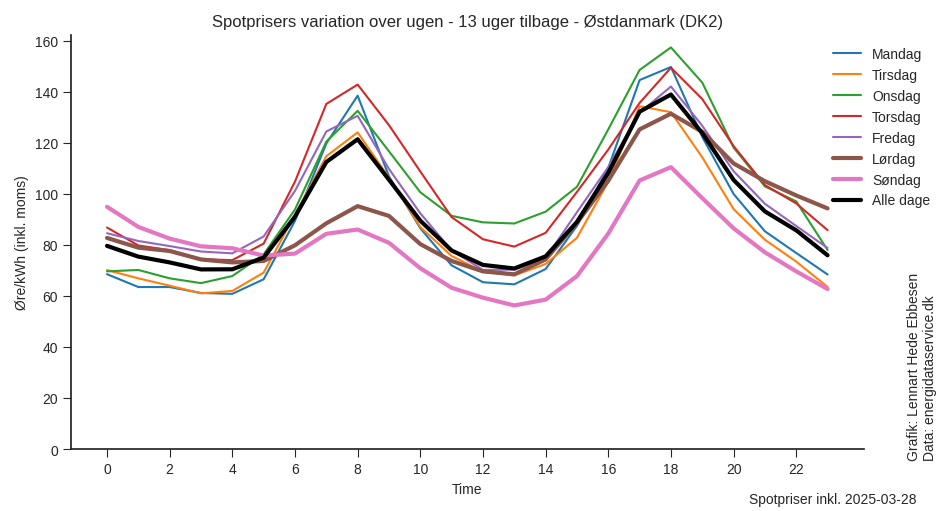 Spotprisers variation over ugen - 13 uger tilbage - Østdanmark (DK2)
Øre/kWh (inkl. moms)
160
140
120
100
80
60
40
20
0
0 2 4 6 8 10 12 14 16 18 20 22
Time
Mandag
Tirsdag
Onsdag
Torsdag
Fredag
Lørdag
Søndag
Alle dage
Grafik: Lennart Hede Ebbesen
Data: energidataservice.dk
Spotpriser inkl. 2025-03-28